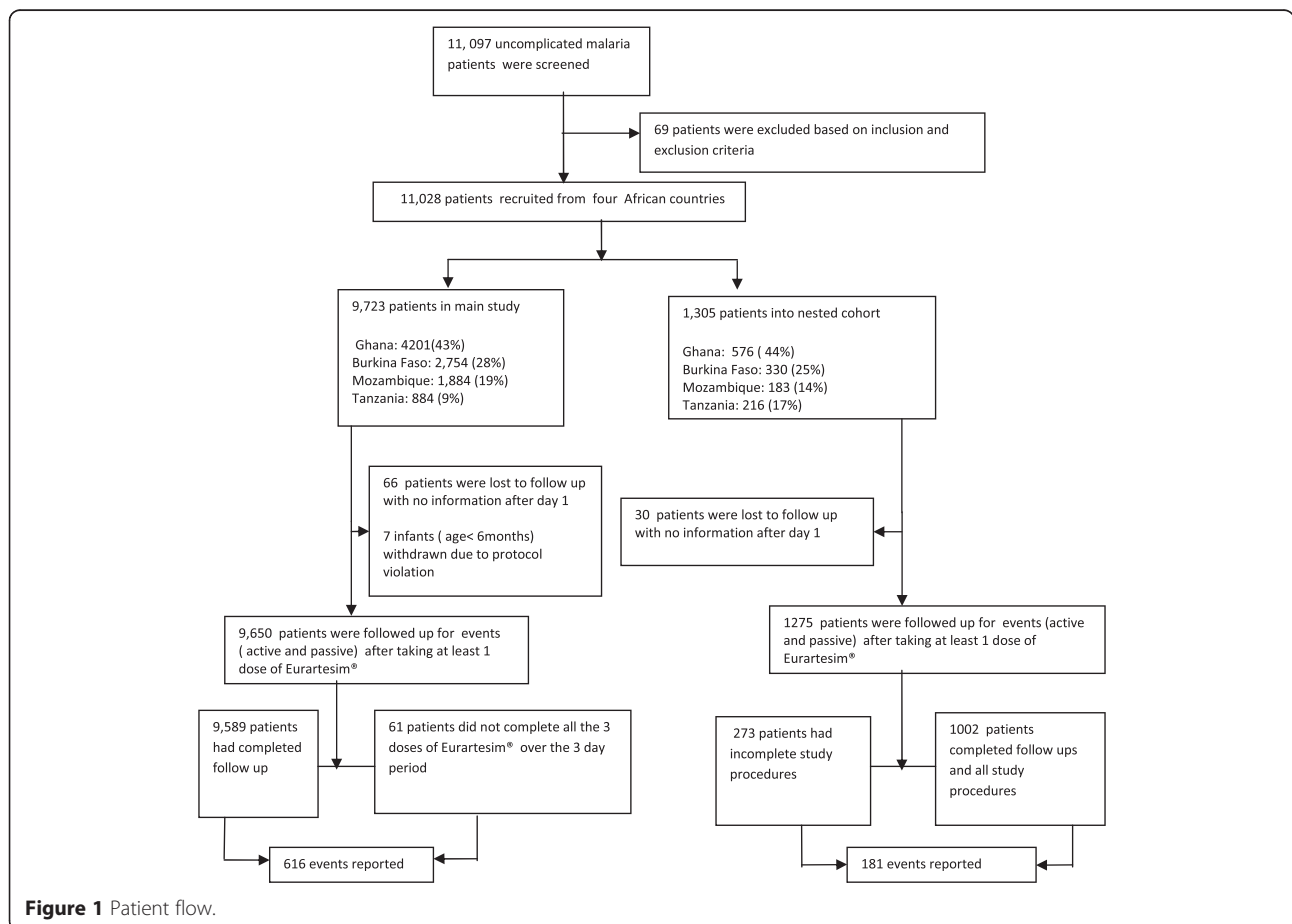 11, 097 uncomplicated malaria
patients were screened
69 patients were excluded based on inclusion and
exclusion criteria
11,028 patients recruited from four African countries
9,723 patients in main study
Ghana: 4201(43%)
Burkina Faso: 2,754 (28%)
Mozambique: 1,884 (19%)
Tanzania: 884 (9%)
1,305 patients into nested cohort
Ghana: 576 ( 44%)
Burkina Faso: 330 (25%)
Mozambique: 183 (14%)
Tanzania: 216 (17%)
66 patients were lost to follow up
with no information after day 1
7 infants ( age< 6months)
withdrawn due to protocol
violation
30 patients were lost to follow up
with no information after day 1
9,650 patients were followed up for events
( active and passive) after taking at least 1
dose of Eurartesim®
1275 patients were followed up for events (active
and passive) after taking at least 1 dose of
Eurartesim®
9,589 patients
had completed
follow up
61 patients did not complete all the 3
doses of Eurartesim® over the 3 day
period
273 patients had
incomplete study
procedures
1002 patients
completed follow ups
and all study
procedures
616 events reported
181 events reported
Figure 1 Patient flow.